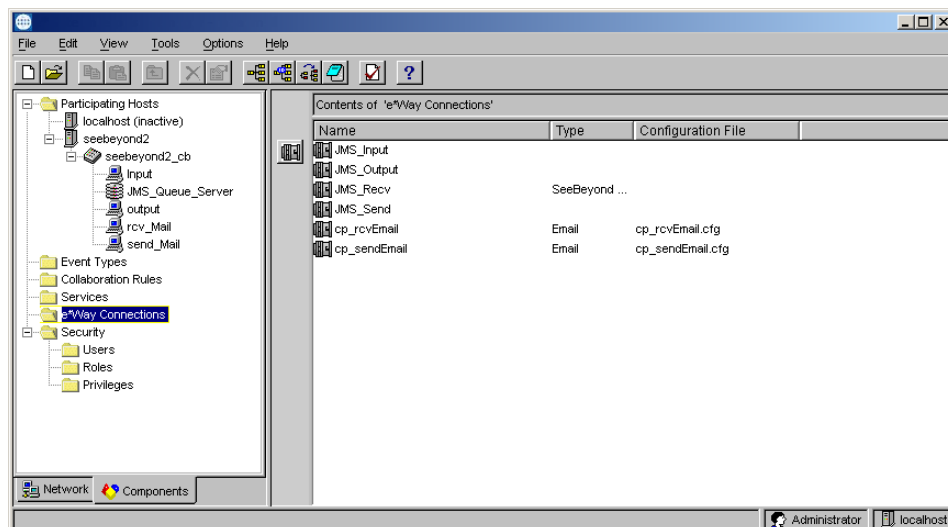 File Edit View Tools Options Help
?
Participating Hosts
localhost (inactive)
seebeyond2
seebeyond2_cb
Input
JMS_Queue_Server
output
rcv_Mail
send_Mail
Event Types
Collaboration Rules
Services
e*Way Connections
Security
Users
Roles
Privileges
Network Components
Contents of 'e*Way Connections'
Name Type Configuration File
JMS_Input
JMS_Output
JMS_Recv SeeBeyond ...
JMS_Send
cp_rcvEmail Email cp_rcvEmail.cfg
cp_sendEmail Email cp_sendEmail.cfg
Administrator localhost